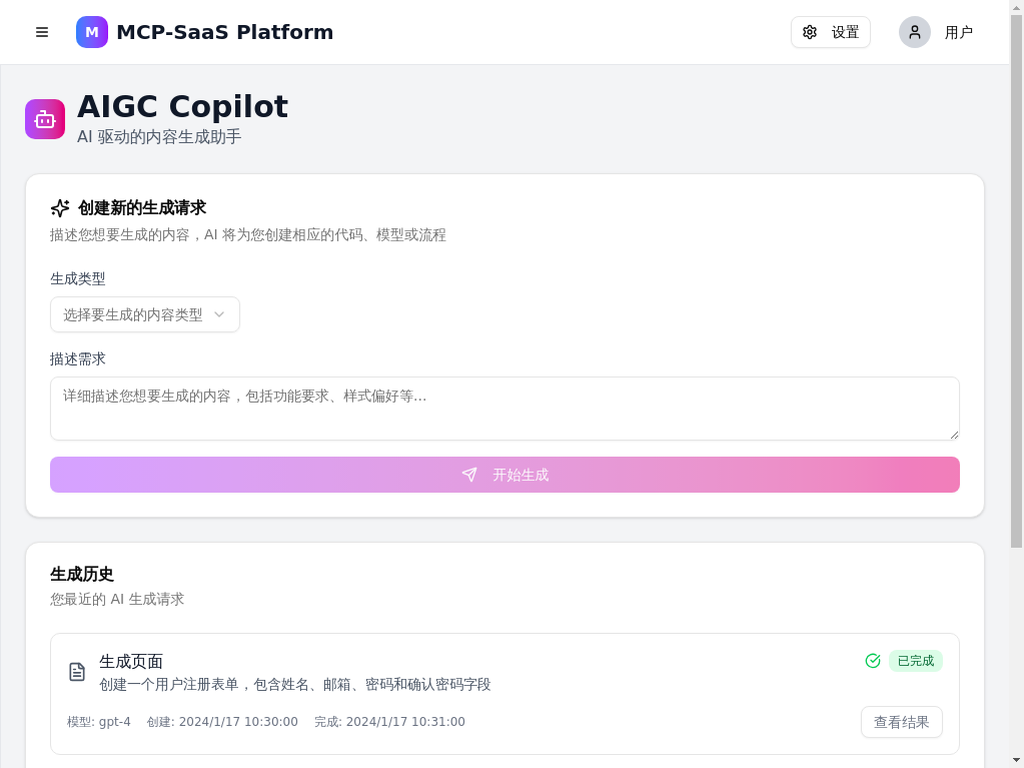 M MCP-SaaS Platform 设置 用户
AIGC Copilot
AI 驱动的内容生成助手
创建新的生成请求
描述您想要生成的内容，AI 将为您创建相应的代码、模型或流程
生成类型
选择要生成的内容类型
描述需求
详细描述您想要生成的内容，包括功能要求、样式偏好等...
开始生成
生成历史
您最近的 AI 生成请求
生成页面 已完成
创建一个用户注册表单，包含姓名、邮箱、密码和确认密码字段
模型: gpt-4 创建: 2024/1/17 10:30:00 完成: 2024/1/17 10:31:00 查看结果